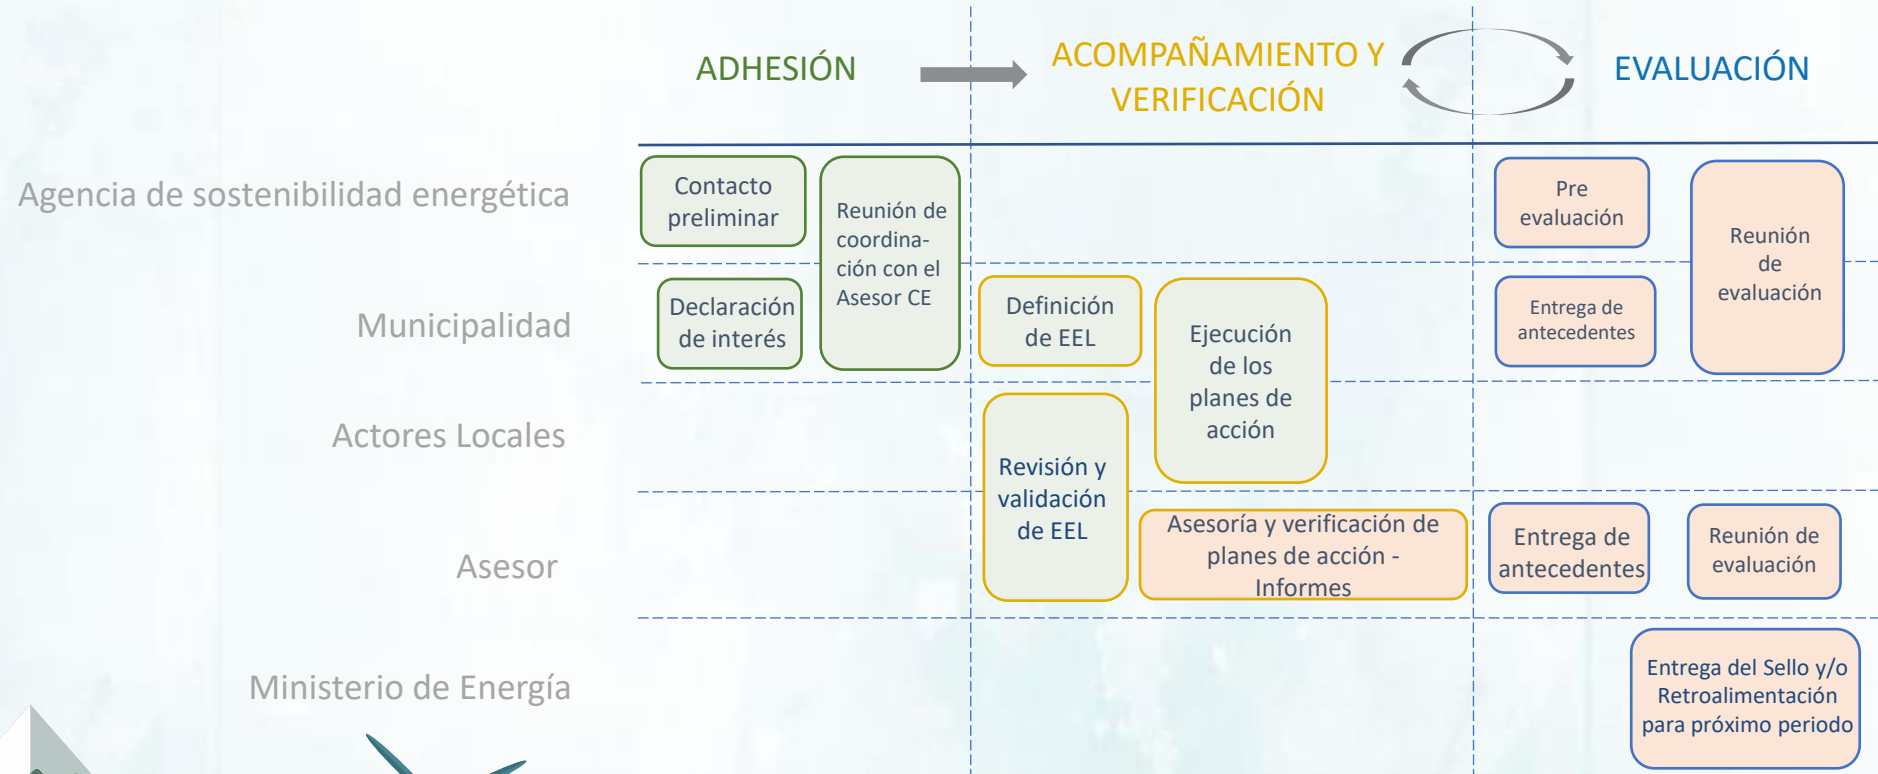 ADHESIÓN
ACOMPAÑAMIENTO Y
VERIFICACIÓN
EVALUACIÓN
Agencia de sostenibilidad energética
Contacto
preliminar
Reunión de
coordina-
ción con el
Asesor CE
Pre
evaluación
Reunión
de
evaluación
Municipalidad
Declaración
de interés
Definición
de EEL
Ejecución
de los
planes de
acción
Entrega de
antecedentes
Actores Locales
Revisión y
validación
de EEL
Asesor
Asesoría y verificación de
planes de acción -
Informes
Entrega de
antecedentes
Reunión de
evaluación
Ministerio de Energía
Entrega del Sello y/o
Retroalimentación
para próximo periodo